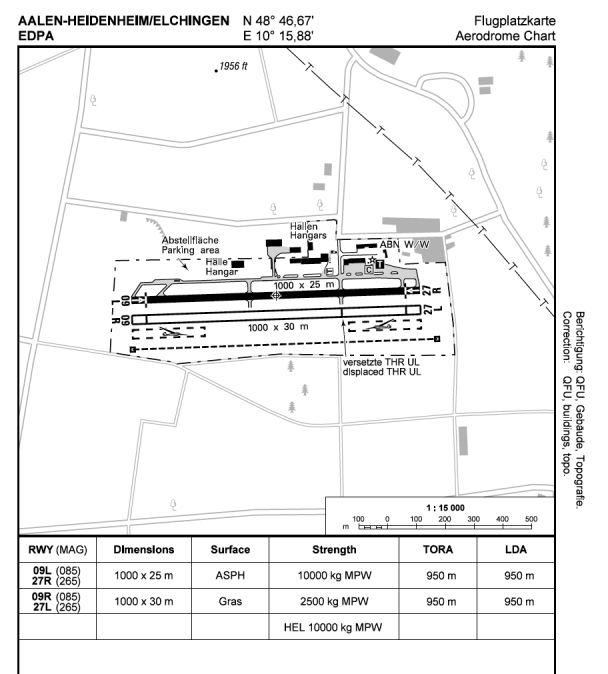 AALEN-HEIDENHEIM/ELCHINGEN N 48° 46,67' Flugplatzkarte
EDPA E 10° 15,88' Aerodrome Chart
1956 ft
T
T
T
T
T
T
T
T
Abstellfläche
Parking area
Hallen
Hangars
Halle
Hangar
ABN W/W
T
C
1000 x 25 m
09 L
27 R
09 R
27 L
1000 x 30 m
versetzte THR UL
displaced THR UL
Berichtigung: QFU, Gebäude, Topografie.
Correction: QFU, buildings, topo.
1 : 15 000
m 100 0 100 200 300 400 500
RWY (MAG) Dimensions Surface Strength TORA LDA
09L (085)
27R (265) 1000 x 25 m ASPH 10000 kg MPW 950 m 950 m
09R (085)
27L (265) 1000 x 30 m Gras 2500 kg MPW 950 m 950 m
HEL 10000 kg MPW